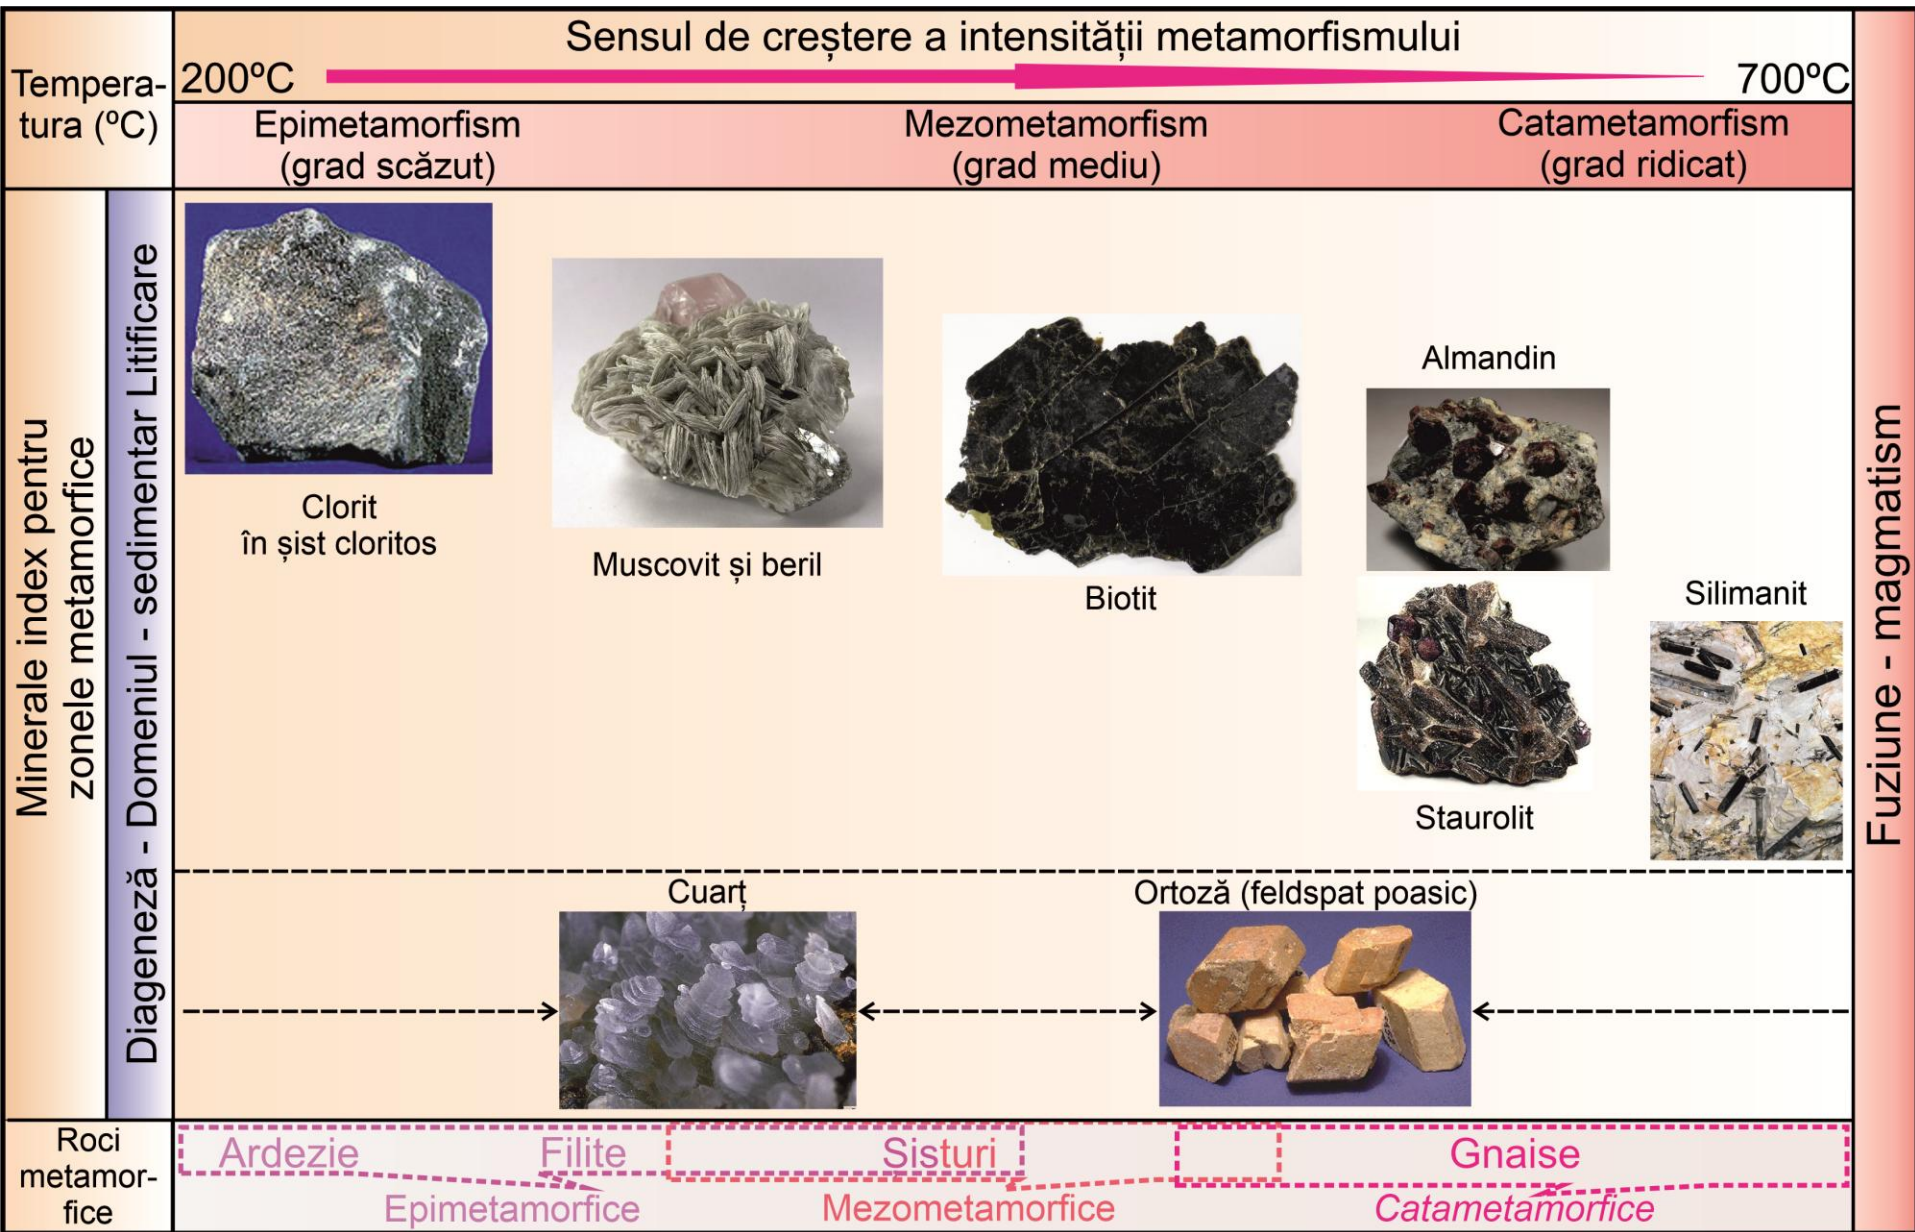 Sensul de creștere a intensității metamorfismului
Tempera-
tura (ºC)
200ºC
700ºC
Epimetamorfism
(grad scăzut)
Mezometamorfism
(grad mediu)
Catametamorfism
(grad ridicat)
Minerale index pentru
zonele metamorfice
Diageneză - Domeniul - sedimentar Litificare
Clorit
în șist cloritos
Muscovit și beril
Biotit
Almandin
Staurolit
Silimanit
Fuziune - magmatism
Cuarț
Ortoză (feldspat poasic)
Roci
metamor-
fice
Ardezie
Filite
Sisturi
Gnaise
Epimetamorfice
Mezometamorfice
Catametamorfice